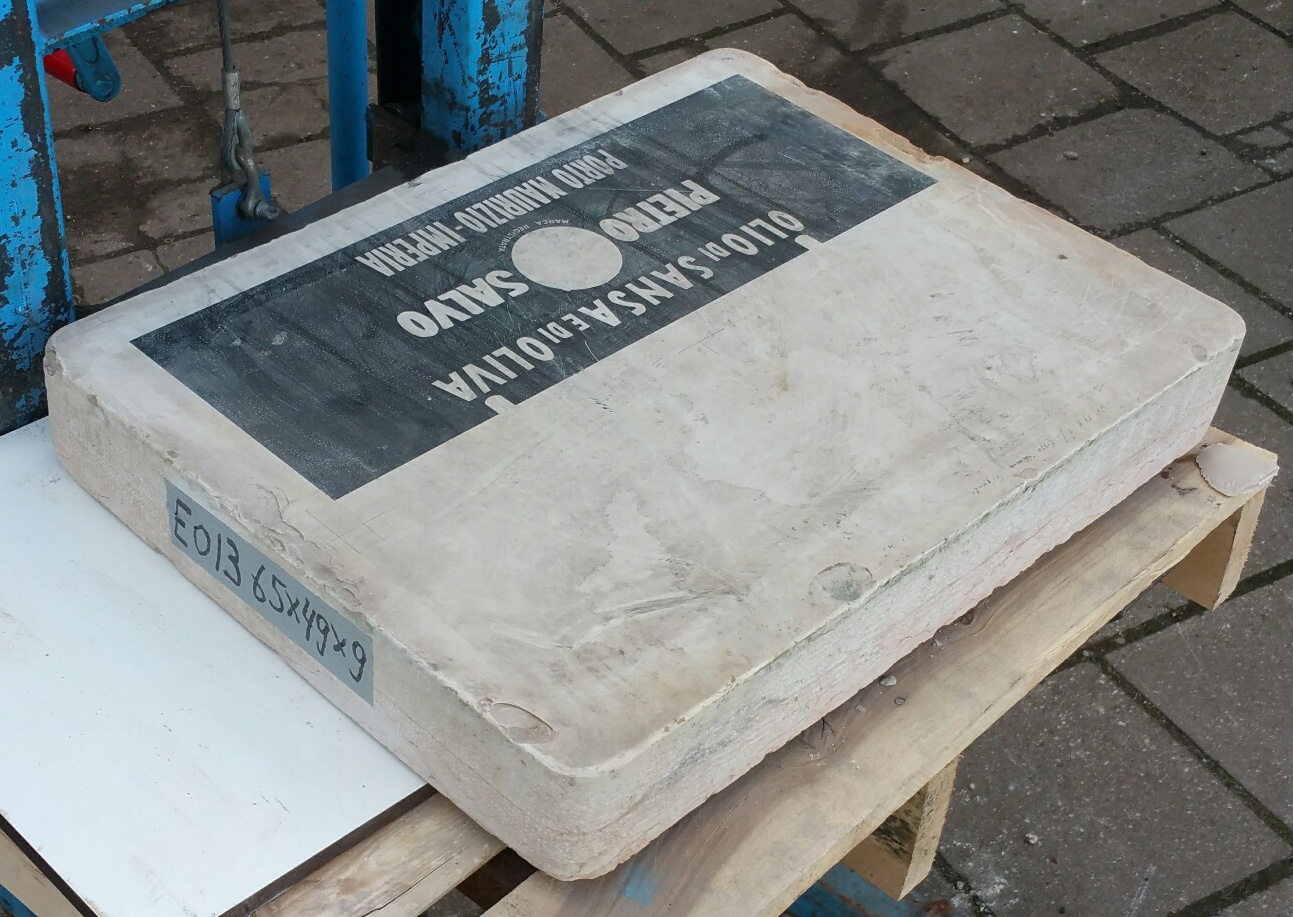 OLIO DI SANSA E DI OLIVA
PIETRO SALVO
MARCA REGISTRATA
PORTO MAURIZIO - IMPERIA
E013 65x49x9